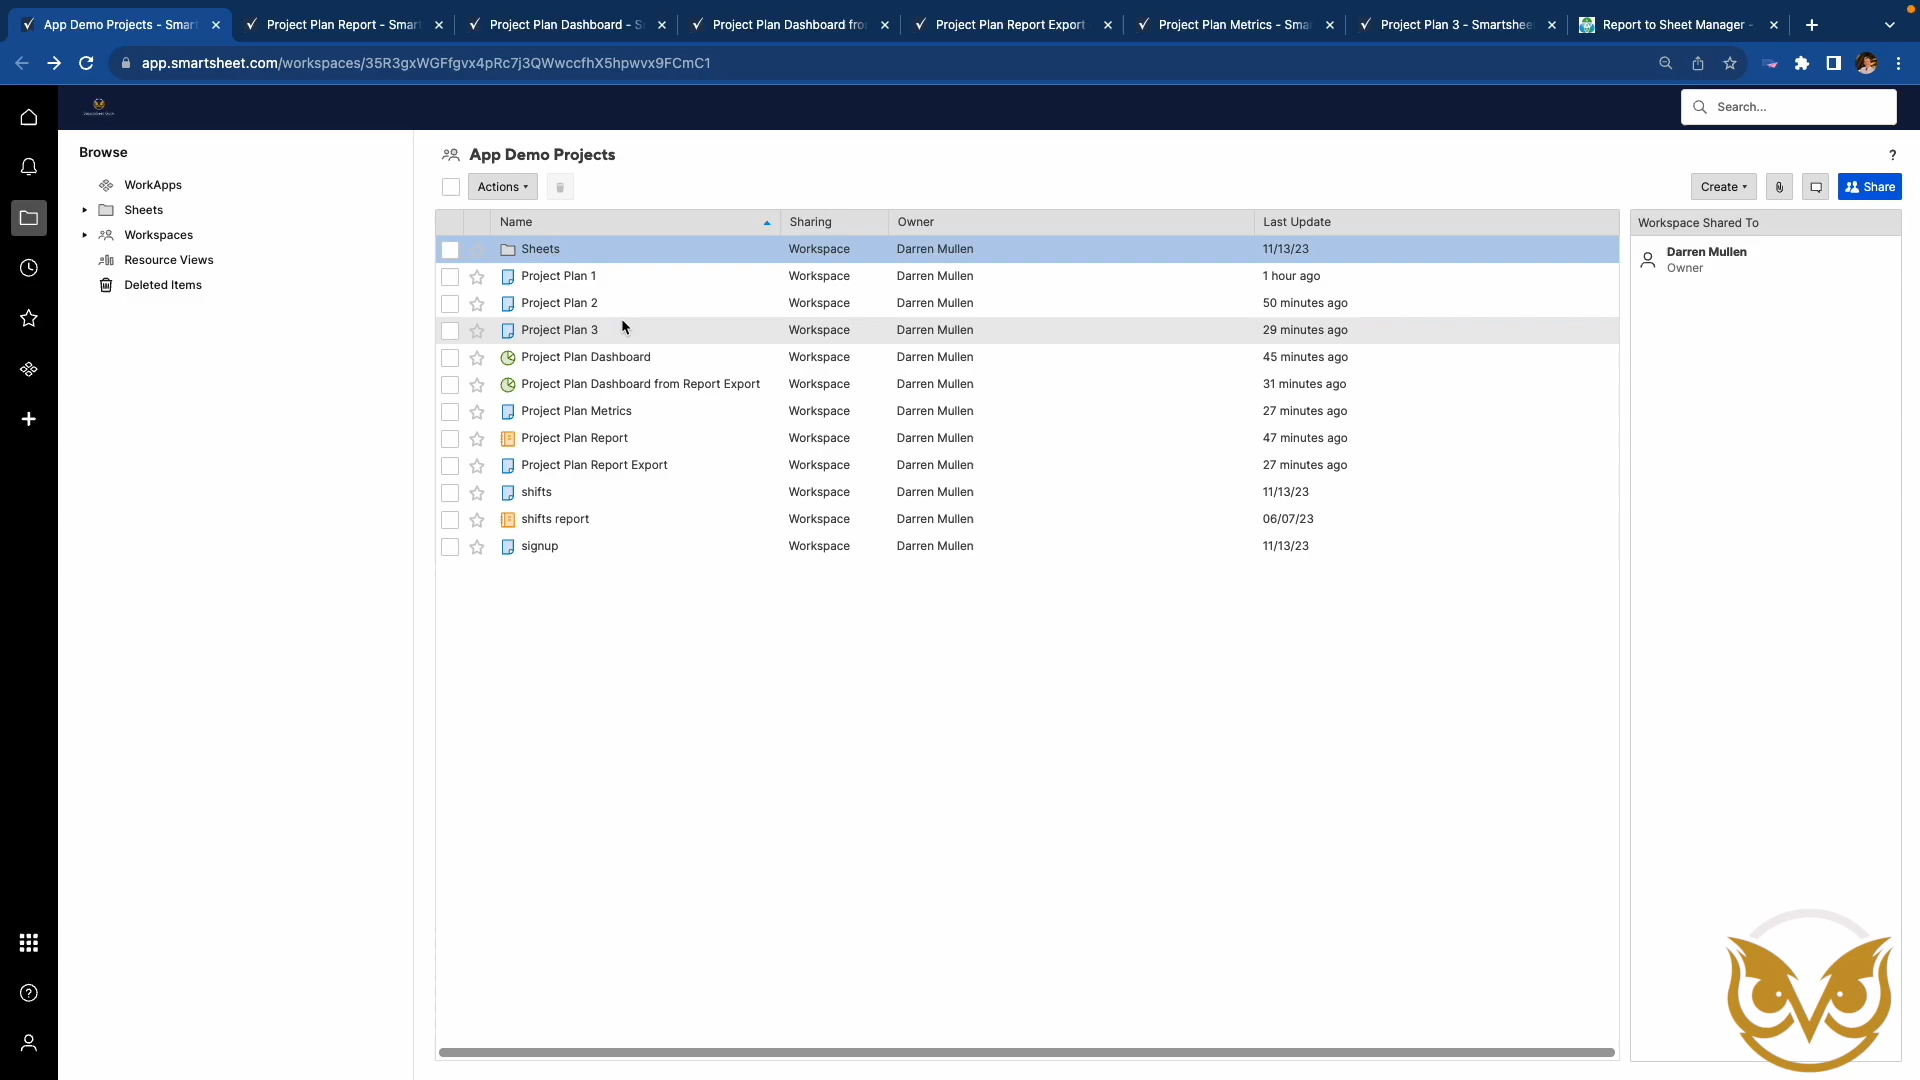 App Demo Projects - Smar
Project Plan Report - Smar
Project Plan Dashboard - S
Project Plan Dashboard fro
Project Plan Report Export
Project Plan Metrics - Sma
Project Plan 3 - Smartshee
Report to Sheet Manager -
app.smartsheet.com/workspaces/35R3gxWGFfgvx4pRc7j3QWwccfhX5hpwvx9FCmC1
Search...
Browse
WorkApps
Sheets
Workspaces
Resource Views
Deleted Items
App Demo Projects
?
Actions
Create
Share
Name Sharing Owner Last Update
Sheets Workspace Darren Mullen 11/13/23
Project Plan 1 Workspace Darren Mullen 1 hour ago
Project Plan 2 Workspace Darren Mullen 50 minutes ago
Project Plan 3 Workspace Darren Mullen 29 minutes ago
Project Plan Dashboard Workspace Darren Mullen 45 minutes ago
Project Plan Dashboard from Report Export Workspace Darren Mullen 31 minutes ago
Project Plan Metrics Workspace Darren Mullen 27 minutes ago
Project Plan Report Workspace Darren Mullen 47 minutes ago
Project Plan Report Export Workspace Darren Mullen 27 minutes ago
shifts Workspace Darren Mullen 11/13/23
shifts report Workspace Darren Mullen 06/07/23
signup Workspace Darren Mullen 11/13/23
Workspace Shared To
Darren Mullen
Owner